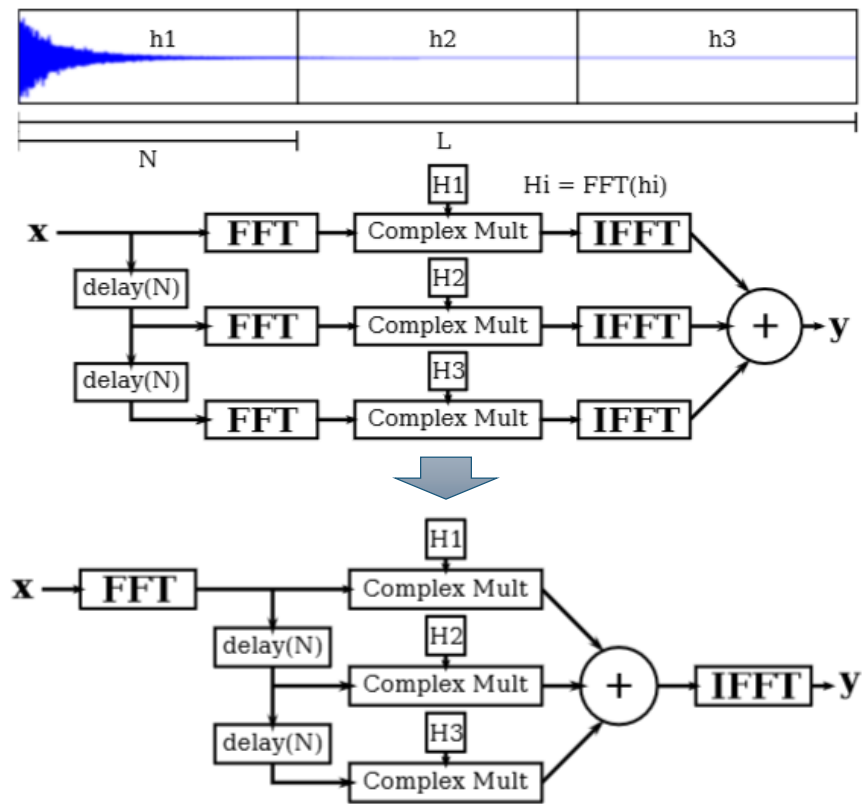 h1 h2 h3
L
N
H1 Hi = FFT(hi)
x FFT Complex Mult IFFT
delay(N) H2
FFT Complex Mult IFFT + y
delay(N) H3
FFT Complex Mult IFFT
H1
x FFT Complex Mult
delay(N) H2
Complex Mult + IFFT y
delay(N) H3
Complex Mult